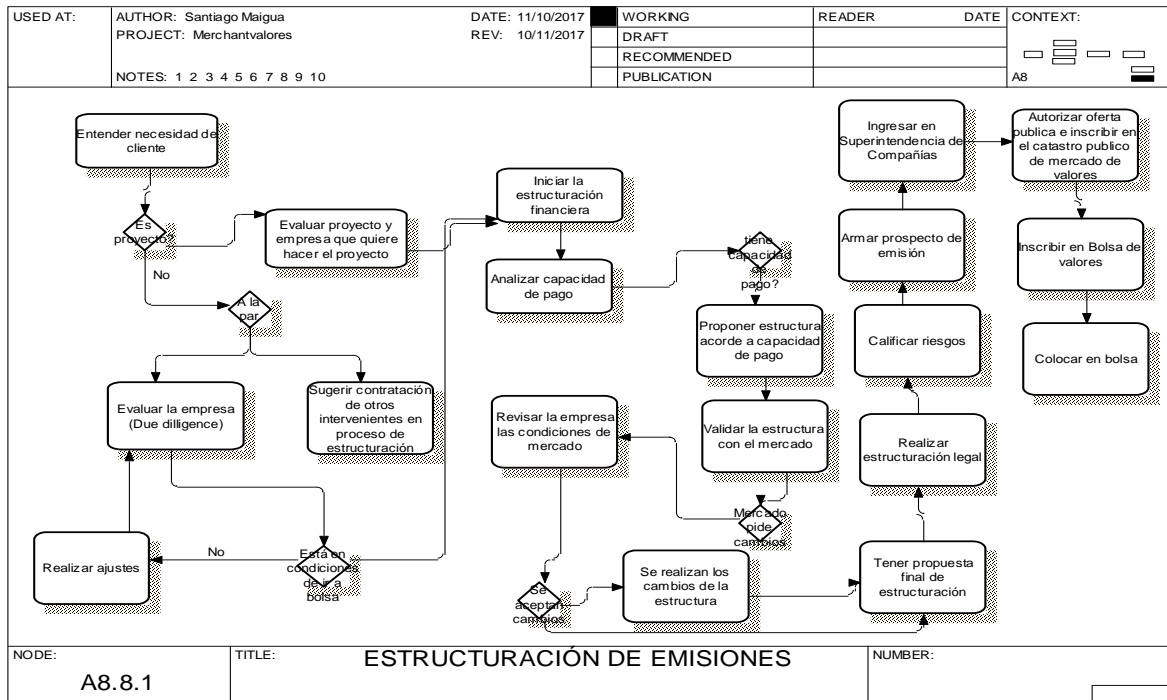 USED AT:
AUTHOR: Santiago Maigua
DATE: 11/10/2017
PROJECT: Merchantvalores
REV: 10/11/2017
NOTES: 1 2 3 4 5 6 7 8 9 10
WORKING
DRAFT
RECOMMENDED
PUBLICATION
READER
DATE
CONTEXT:
A8
Entender necesidad de
cliente
Es
proyecto?
No
Evaluar proyecto y
empresa que quiere
hacer el proyecto
A la
par
Evaluar la empresa
(Due dilligence)
Sugerir contratación
de otros
intervenientes en
proceso de
estructuración
Realizar ajustes
No
Está en
condiciones
de ir a
bolsa
Iniciar la
estructuración
financiera
Analizar capacidad
de pago
tiene
capacidad
de
pago?
Proponer estructura
acorde a capacidad
de pago
Validar la estructura
con el mercado
Mercado
pide
cambios
Revisar la empresa
las condiciones de
mercado
Se
aceptan
cambios
Se realizan los
cambios de la
estructura
Tener propuesta
final de
estructuración
Realizar
estructuración legal
Calificar riesgos
Armar prospecto de
emisión
Ingresar en
Superintendencia de
Compañías
Autorizar oferta
publica e inscribir en
el catastro publico
de mercado de
valores
Inscribir en Bolsa de
valores
Colocar en bolsa
NODE:
A8.8.1
TITLE:
ESTRUCTURACIÓN DE EMISIONES
NUMBER: